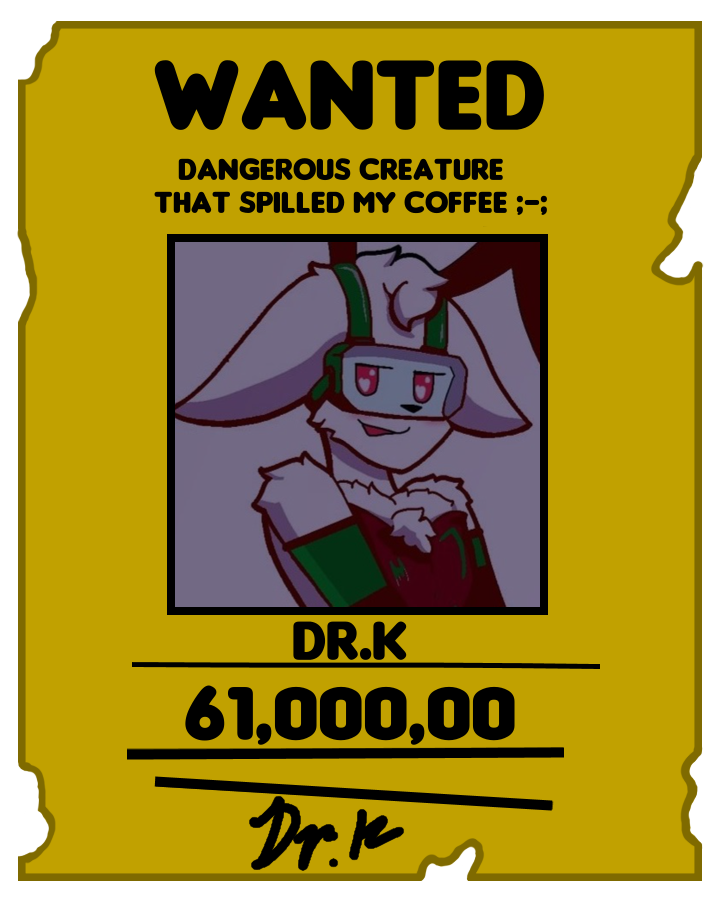 WANTED
DANGEROUS CREATURE
THAT SPILLED MY COFFEE ;-;
DR.K
61,000,00
Dr.K